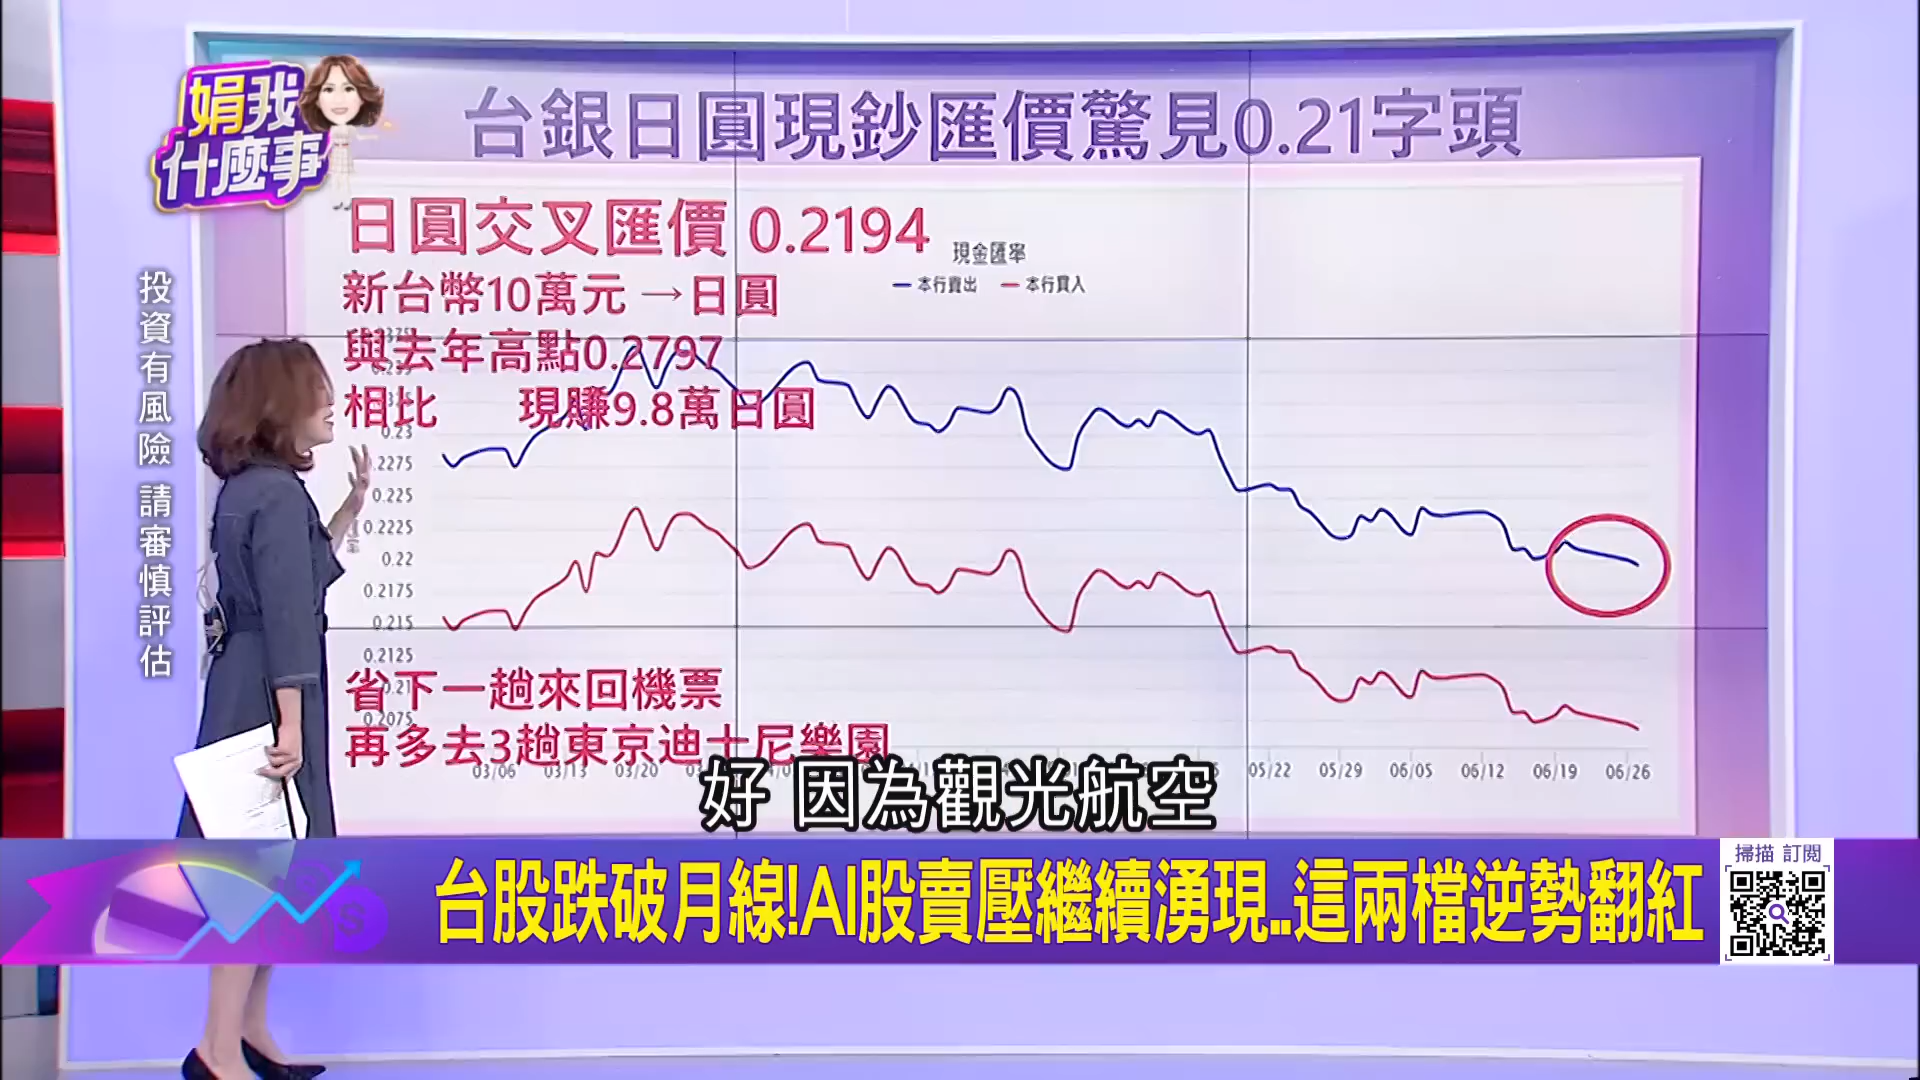 娟我
什麼事
台銀日圓現鈔匯價驚見0.21字頭
日圓交叉匯價 0.2194
現金匯率
本行賣出 本行買入
新台幣10萬元→日圓
與去年高點0.2797
相比 現賺9.8萬日圓
0.23
0.2275
0.225
0.2225
0.22
0.2175
0.215
0.2125
0.21
0.2075
省下一趟來回機票
再多去3趟東京迪士尼樂園
03/06 03/13 03/20 05/22 05/29 06/05 06/12 06/19 06/26
投資有風險 請審慎評估
好 因為觀光航空
台股跌破月線!AI股賣壓繼續湧現..這兩檔逆勢翻紅
掃描 訂閱